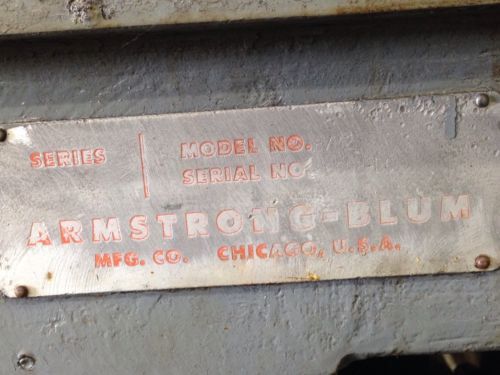 SERIES
MODEL NO.
SERIAL NO.
ARMSTRONG-BLUM
MFG. CO. CHICAGO, U.S.A.